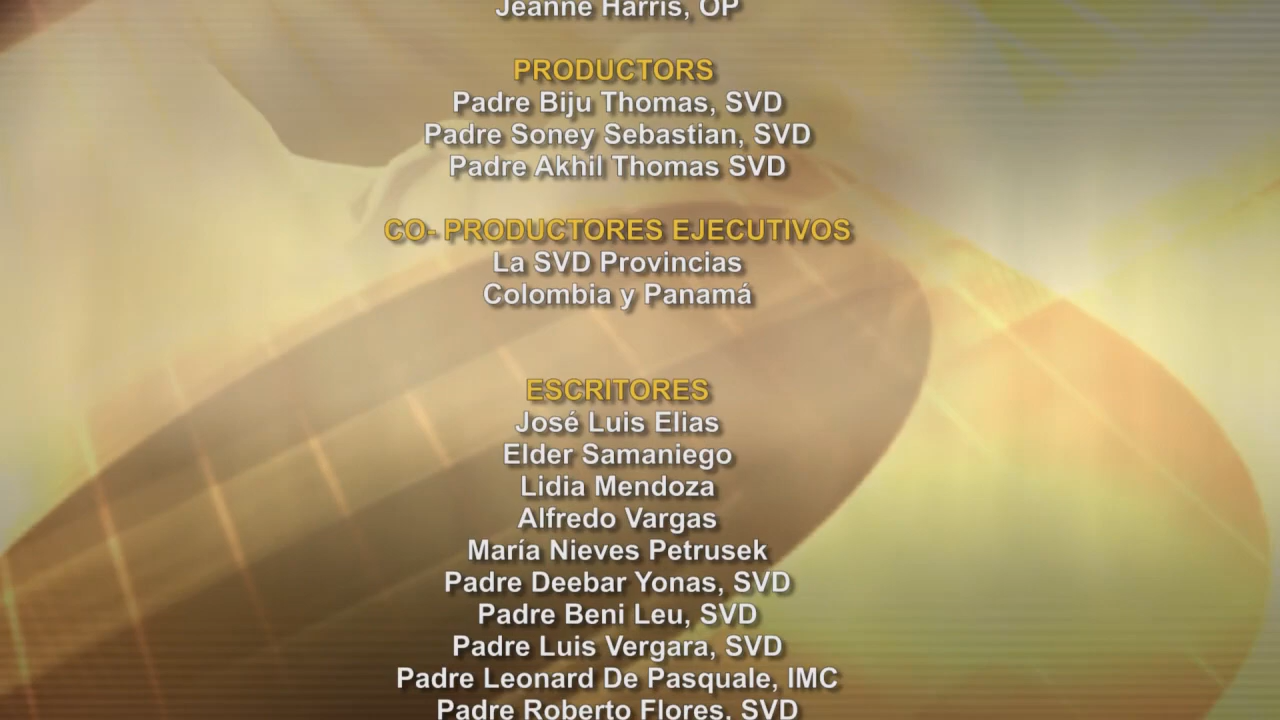 Jeanne Harris, OP
PRODUCTORS
Padre Biju Thomas, SVD
Padre Soney Sebastian, SVD
Padre Akhil Thomas SVD
CO- PRODUCTORES EJECUTIVOS
La SVD Provincias
Colombia y Panamá
ESCRITORES
José Luis Elias
Elder Samaniego
Lidia Mendoza
Alfredo Vargas
María Nieves Petrusek
Padre Deebar Yonas, SVD
Padre Beni Leu, SVD
Padre Luis Vergara, SVD
Padre Leonard De Pasquale, IMC
Padre Roberto Flores, SVD